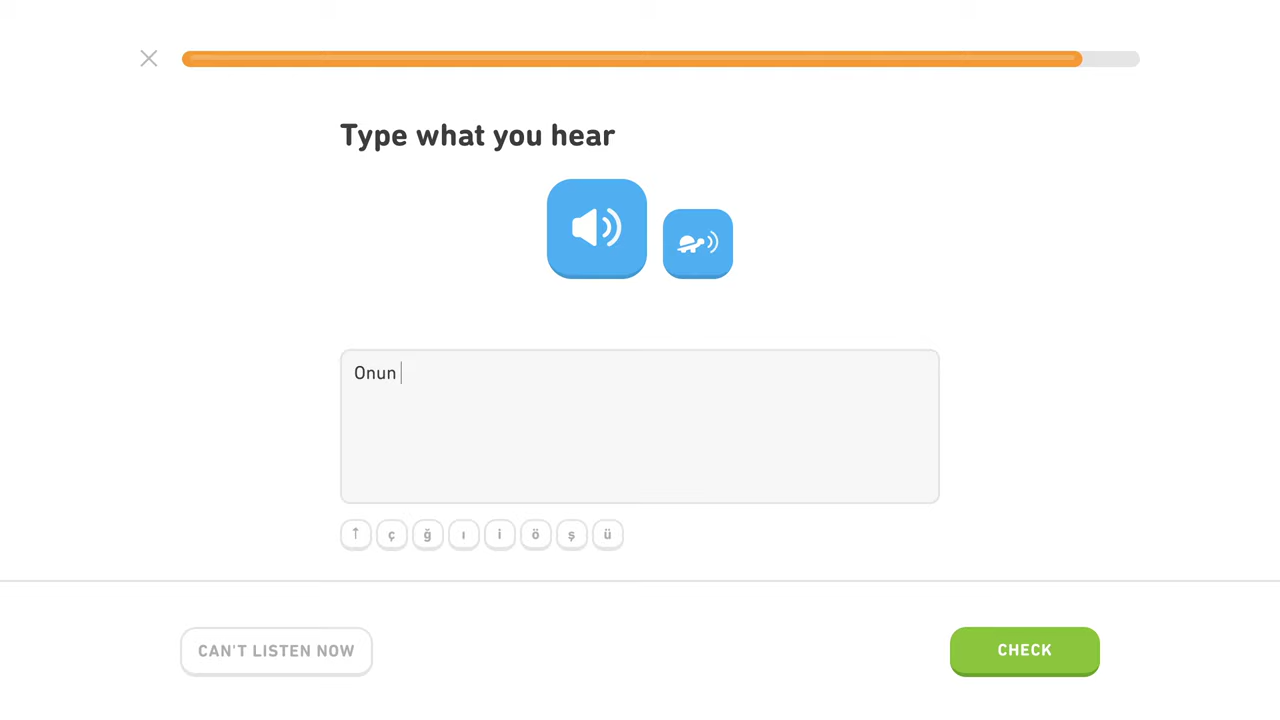 Type what you hear
Onun
↑ ç ğ ı i ö ş ü
CAN'T LISTEN NOW
CHECK